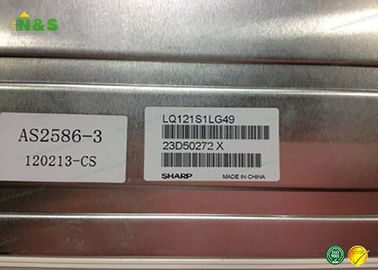 N&S
AS2586-3
120213-CS
LQ121S1LG49
23D50272 X
SHARP MADE IN CHINA